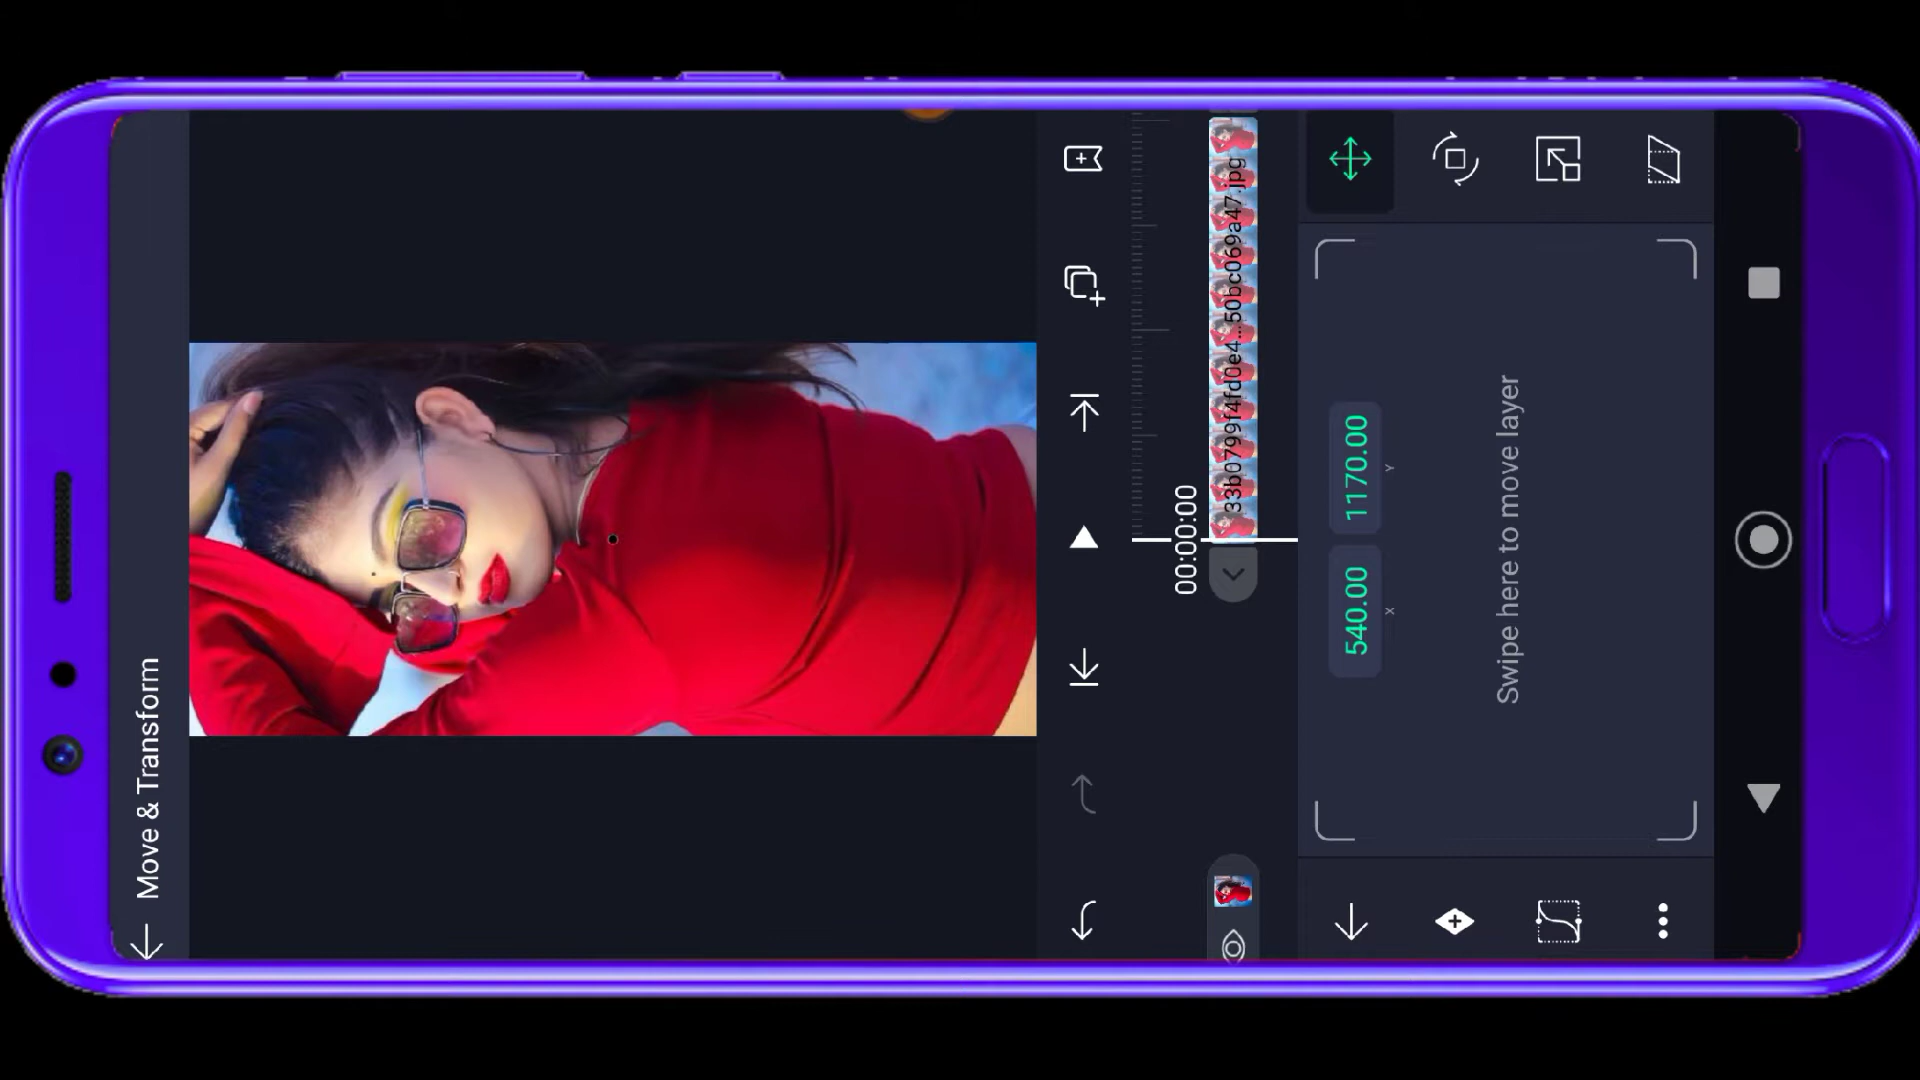 Move & Transform
00:00:00
33b0799f4fd0e4...50bc069a47.jpg
540.00
1170.00
X
Y
Swipe here to move layer